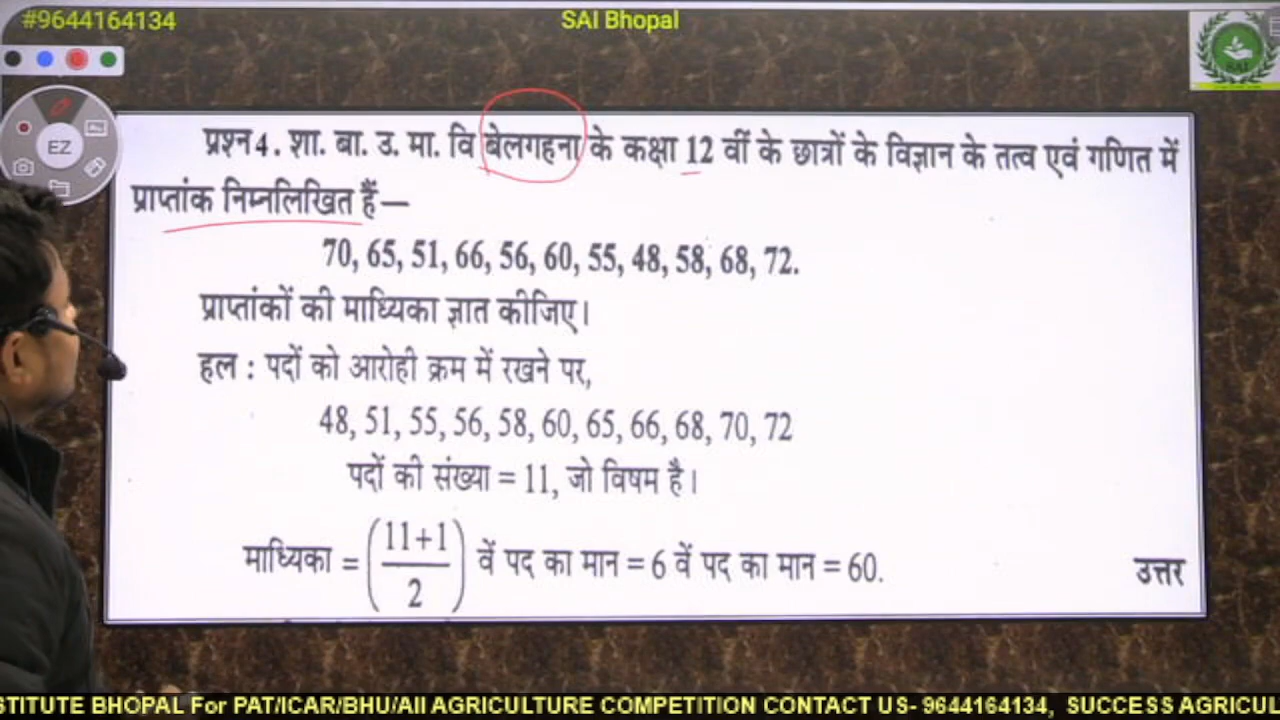 #9644164134
SAI Bhopal
EZ
प्रश्न 4. शा. बा. उ. मा. वि बेलगहना के कक्षा 12 वीं के छात्रों के विज्ञान के तत्व एवं गणित में
प्राप्तांक निम्नलिखित हैं—
70, 65, 51, 66, 56, 60, 55, 48, 58, 68, 72.
प्राप्तांकों की माध्यिका ज्ञात कीजिए।
हल : पदों को आरोही क्रम में रखने पर,
48, 51, 55, 56, 58, 60, 65, 66, 68, 70, 72
पदों की संख्या = 11, जो विषम है।
माध्यिका = (11+1/2) वें पद का मान = 6 वें पद का मान = 60. उत्तर
STITUTE BHOPAL For PAT/ICAR/BHU/All AGRICULTURE COMPETITION CONTACT US- 9644164134, SUCCESS AGRICUL